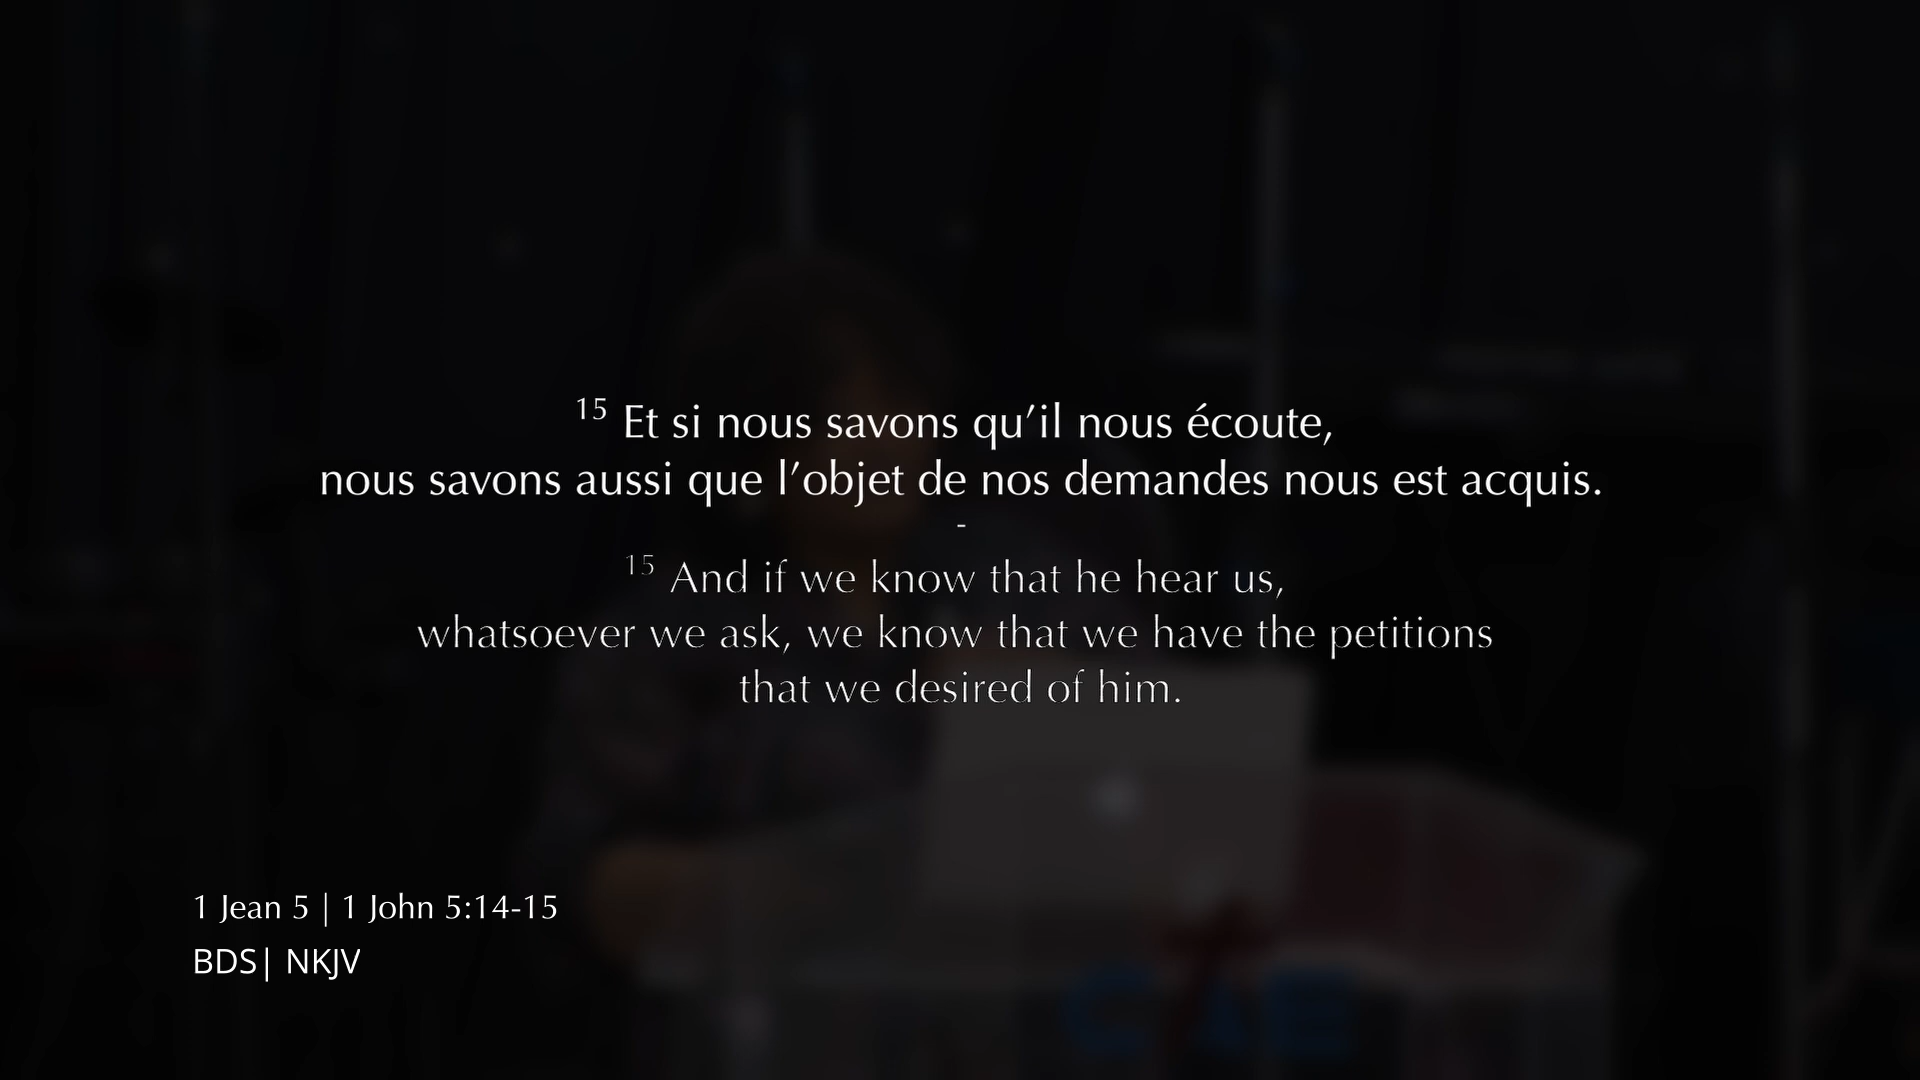 15 Et si nous savons qu’il nous écoute,
nous savons aussi que l’objet de nos demandes nous est acquis.
-
15 And if we know that he hear us,
whatsoever we ask, we know that we have the petitions
that we desired of him.
1 Jean 5 | 1 John 5:14-15
BDS| NKJV